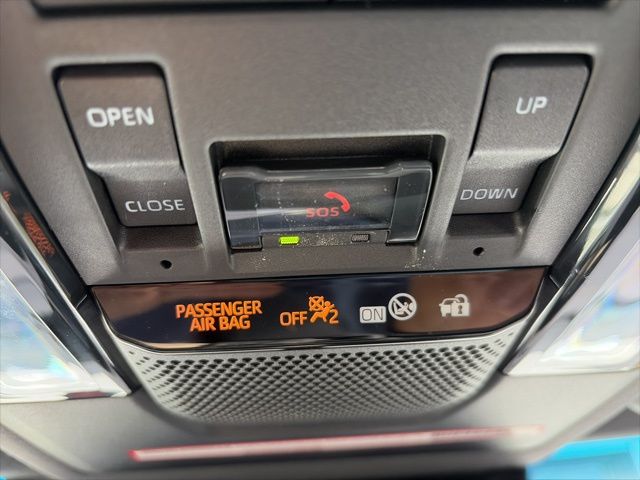 OPEN
CLOSE
UP
DOWN
SOS
PASSENGER
AIR BAG
OFF 2
ON